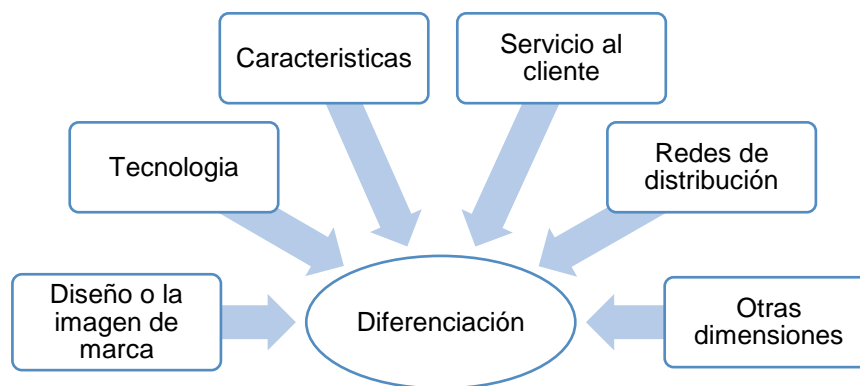 Servicio al
cliente
Caracteristicas
Tecnologia
Redes de
distribución
Diseño o la
imagen de
marca
Diferenciación
Otras
dimensiones